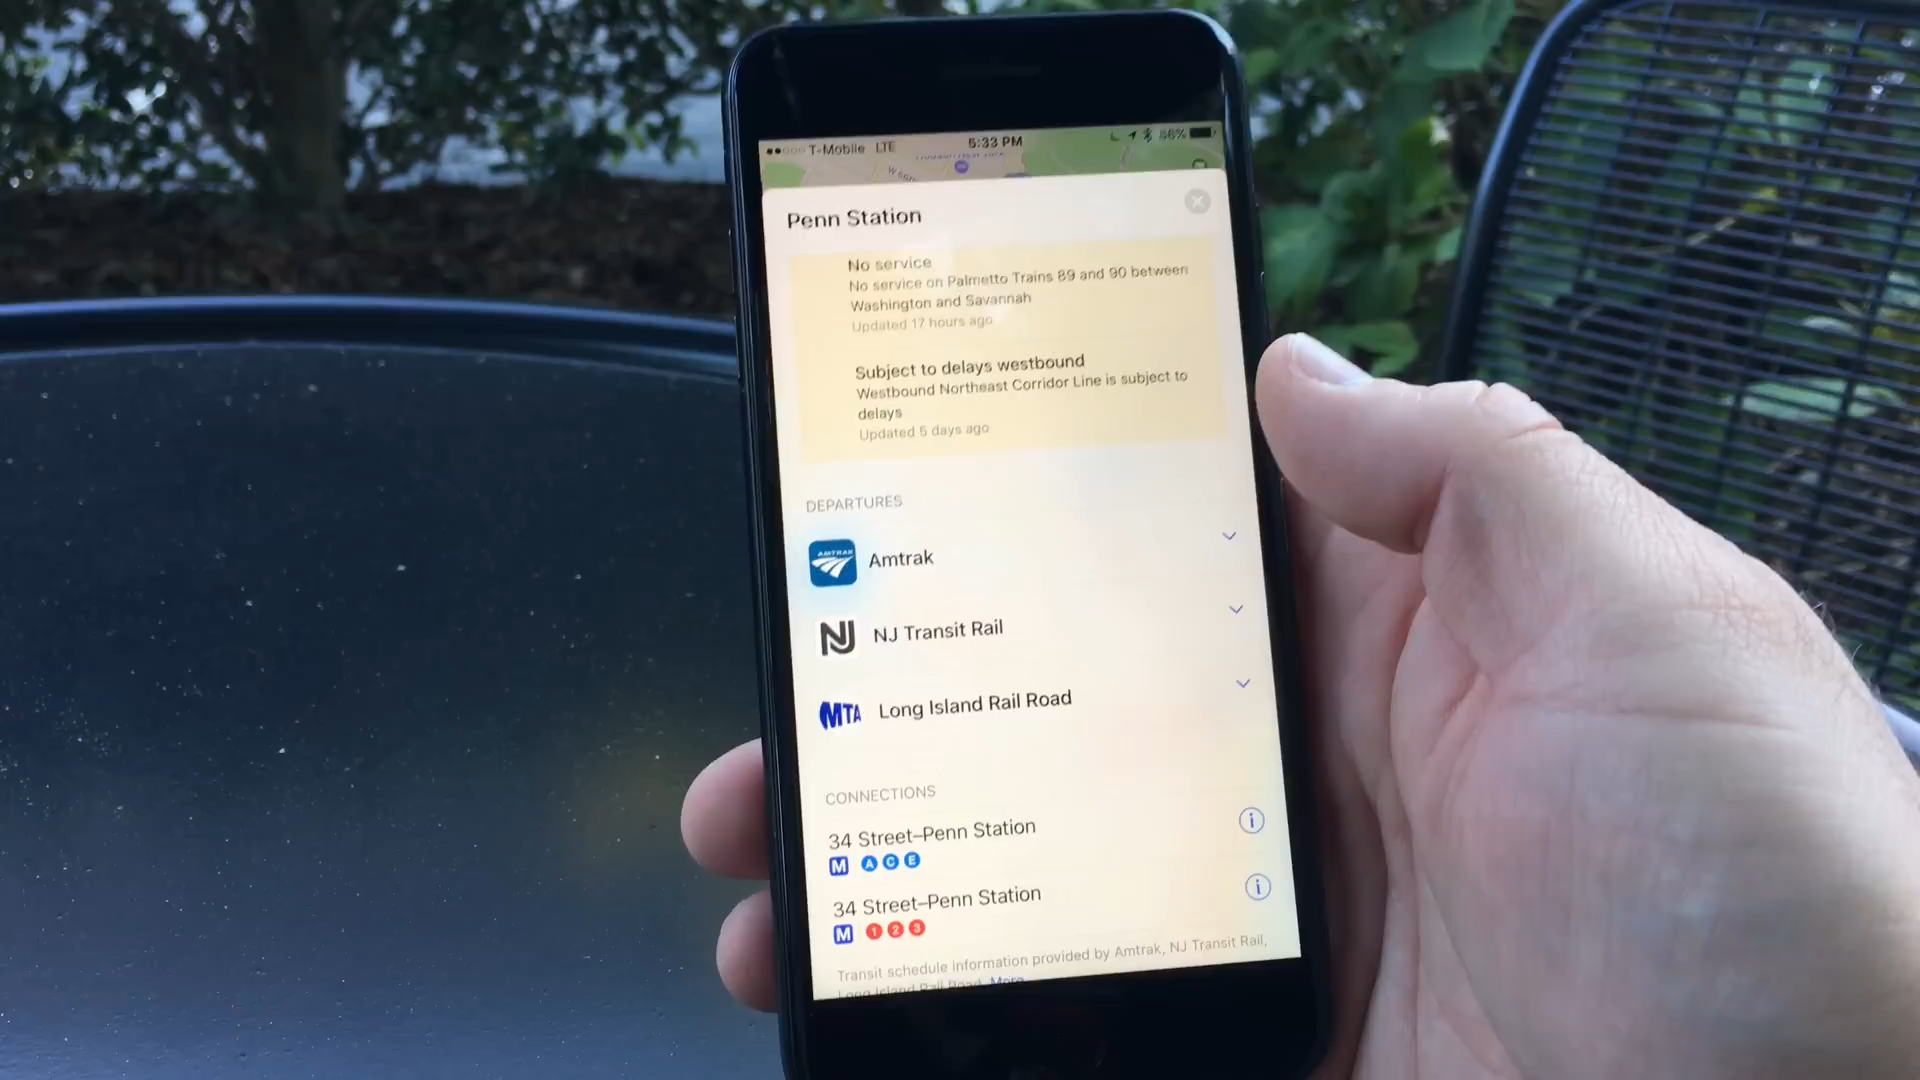 T-Mobile LTE 5:33 PM 86%
Penn Station
No service
No service on Palmetto Trains 89 and 90 between
Washington and Savannah
Updated 17 hours ago
Subject to delays westbound
Westbound Northeast Corridor Line is subject to
delays
Updated 5 days ago
DEPARTURES
AMTRAK
Amtrak
NJ Transit Rail
MTA Long Island Rail Road
CONNECTIONS
34 Street–Penn Station
M A C E
34 Street–Penn Station
M 1 2 3
Transit schedule information provided by Amtrak, NJ Transit Rail,
Long Island Rail Road. More